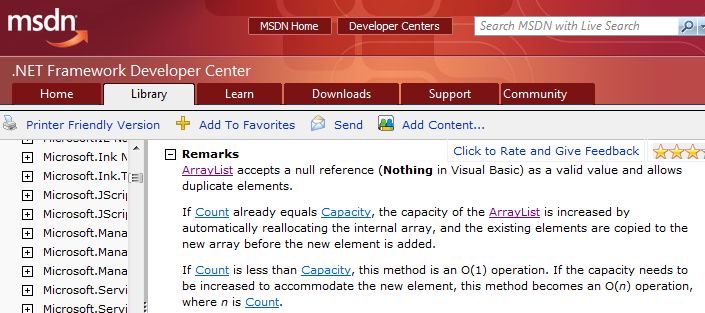 msdn
MSDN Home
Developer Centers
Search MSDN with Live Search
.NET Framework Developer Center
Home
Library
Learn
Downloads
Support
Community
Printer Friendly Version
Add To Favorites
Send
Add Content...
Click to Rate and Give Feedback
Microsoft.Ink N
Microsoft.Ink.T
Microsoft.JScri
Microsoft.JScri
Microsoft.Mana
Microsoft.Mana
Microsoft.Mana
Microsoft.Servi
Remarks
ArrayList accepts a null reference (Nothing in Visual Basic) as a valid value and allows
duplicate elements.
If Count already equals Capacity, the capacity of the ArrayList is increased by
automatically reallocating the internal array, and the existing elements are copied to the
new array before the new element is added.
If Count is less than Capacity, this method is an O(1) operation. If the capacity needs to
be increased to accommodate the new element, this method becomes an O(n) operation,
where n is Count.